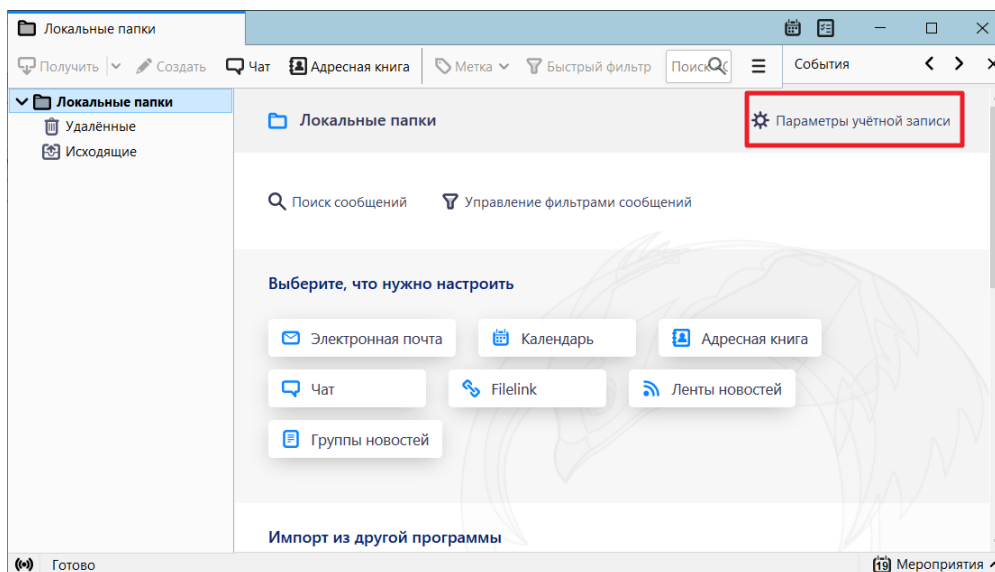 Локальные папки
Получить Создать Чат Адресная книга Метка Быстрый фильтр Поиск События
Локальные папки
Удалённые
Исходящие
Локальные папки
Параметры учётной записи
Поиск сообщений Управление фильтрами сообщений
Выберите, что нужно настроить
Электронная почта Календарь Адресная книга
Чат Filelink Ленты новостей
Группы новостей
Импорт из другой программы
Готово
19 Мероприятия